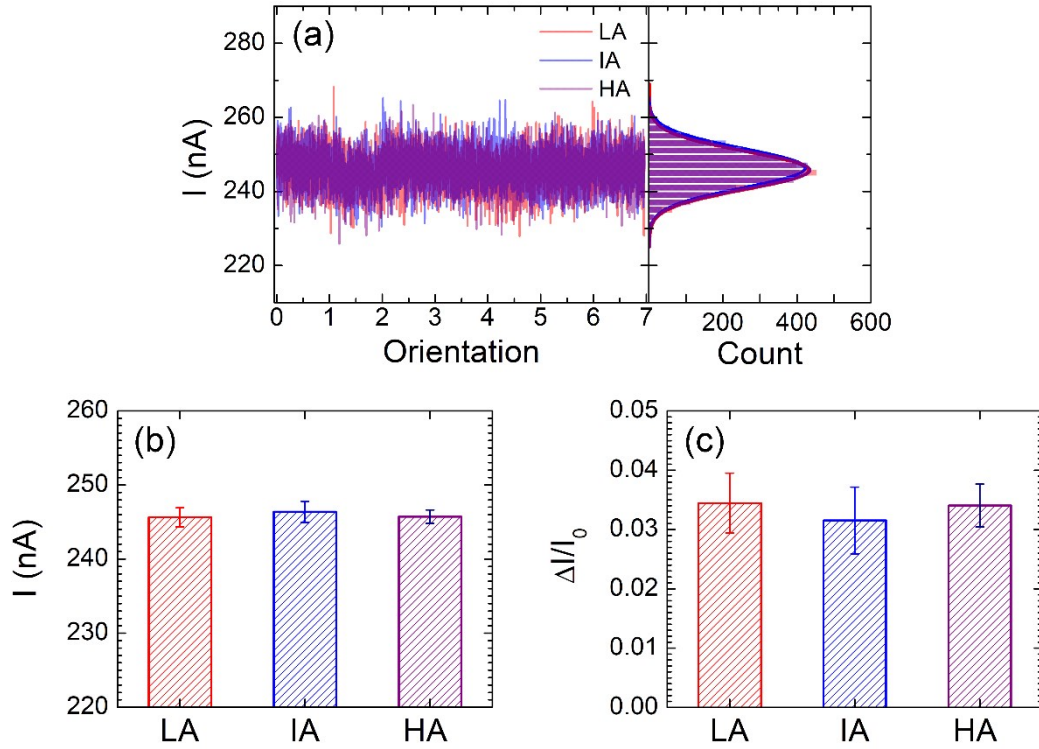 (a)
LA
IA
HA
280
260
240
220
I (nA)
0 1 2 3 4 5 6 7
200 400 600
Orientation
Count
(b)
260
250
240
230
220
I (nA)
LA IA HA
(c)
0.05
0.04
0.03
0.02
0.01
0.00
ΔI/I₀
LA IA HA